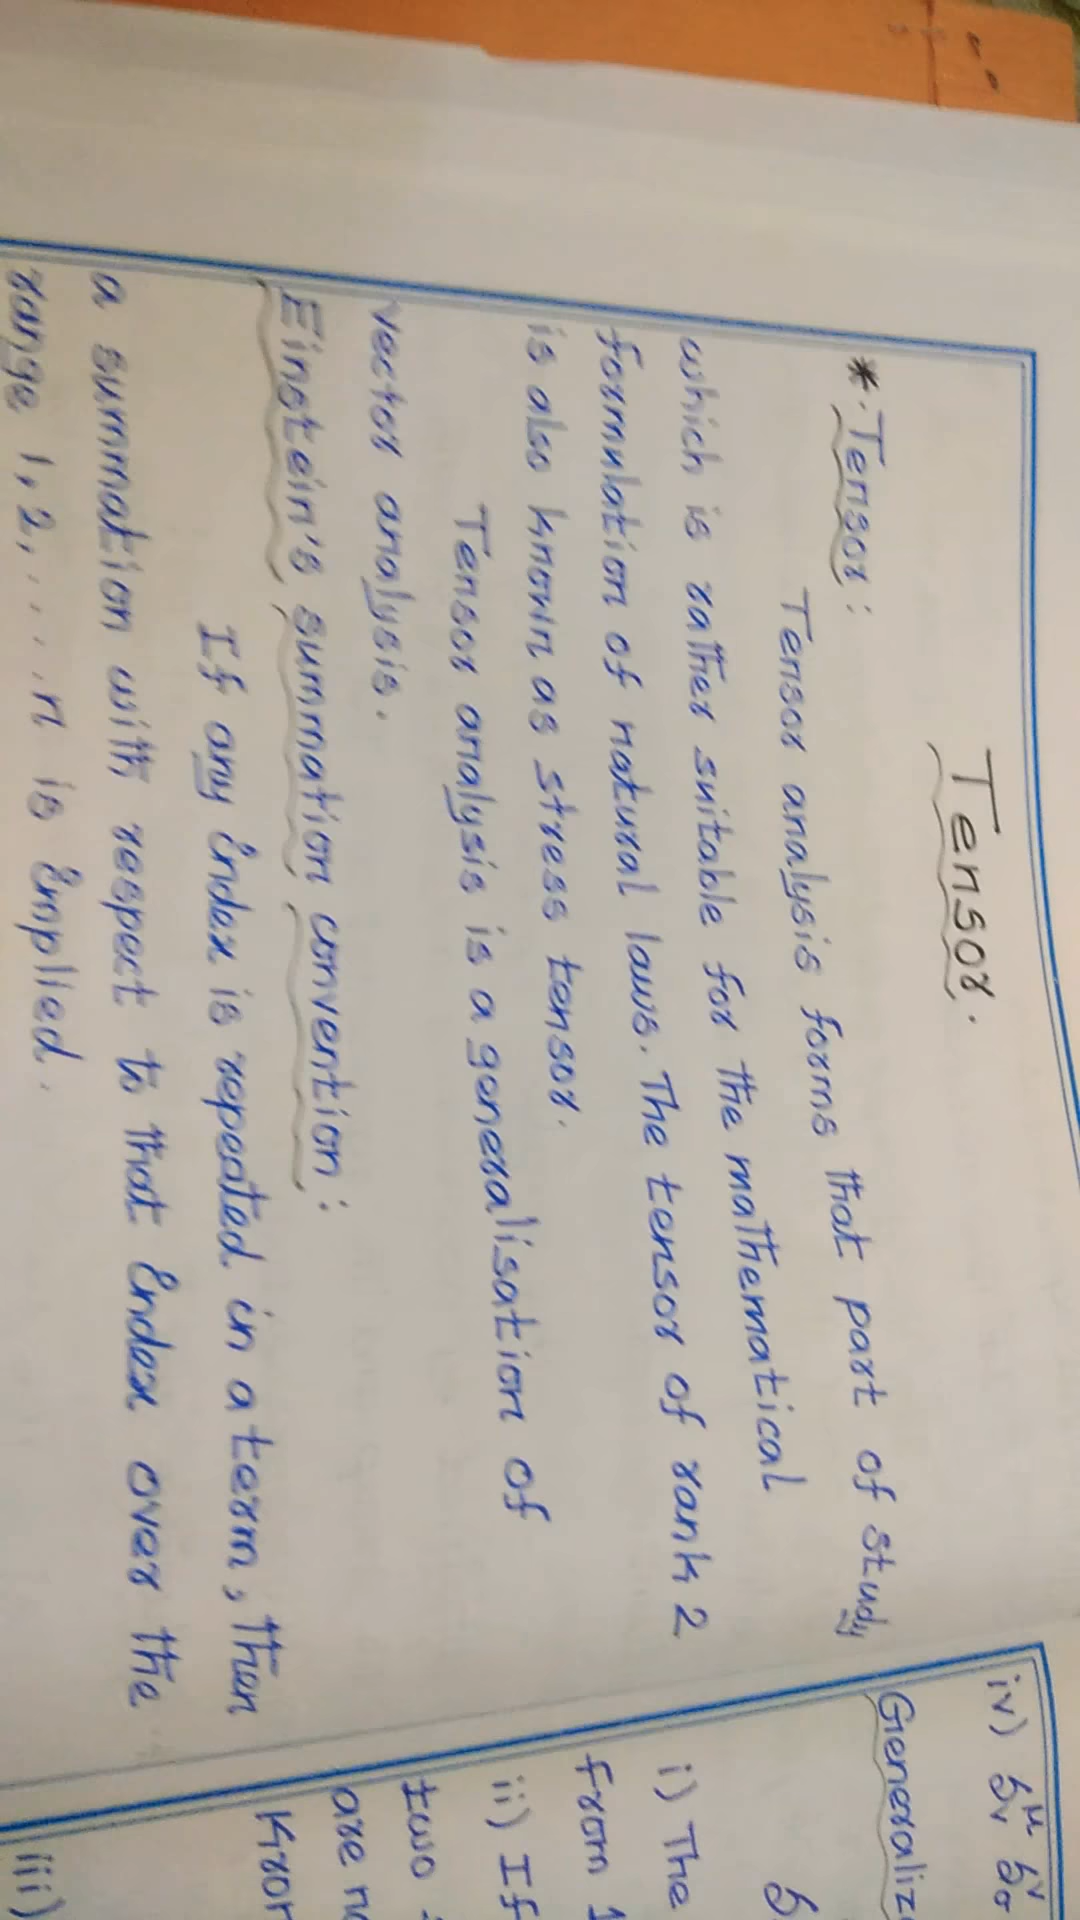 Tensor.
*. Tensor:
Tensor analysis forms that part of study
which is rather suitable for the mathematical
formulation of natural laws. The tensor of rank 2
is also known as stress tensor.
Tensor analysis is a generalisation of
vector analysis.
Einstein's summation convention:
If any index is repeated in a term, then
a summation with respect to that index over the
range 1, 2, . . . . n is implied.
iv) δ^μ_ν δ^ν_σ
Generaliz
δ
i) The
from 1
ii) If
two
are n
Kron
iii)